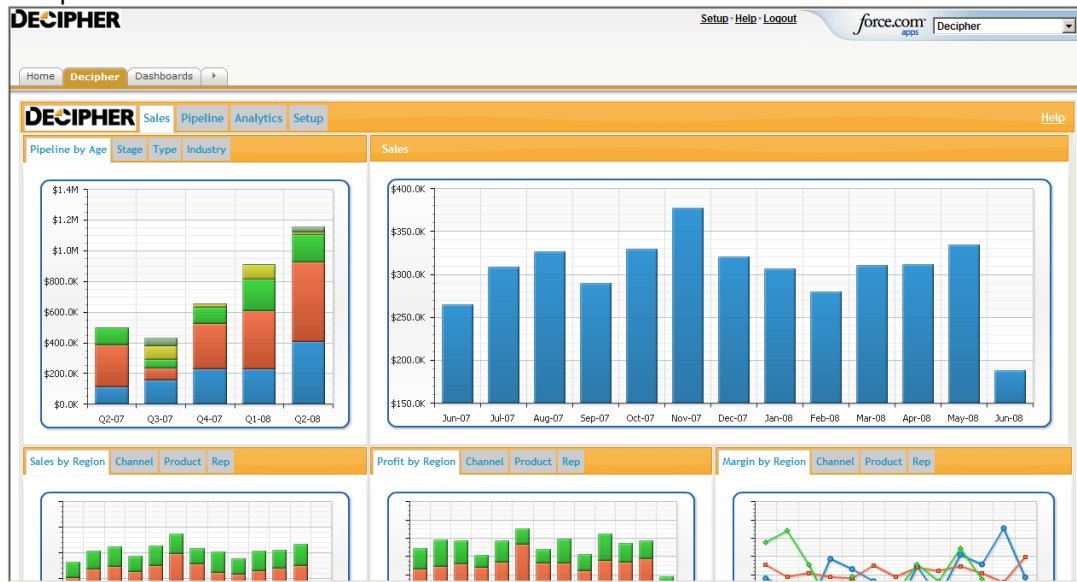 DECIPHER
Setup · Help · Logout
force.com
apps
Decipher
Home Decipher Dashboards
DECIPHER Sales Pipeline Analytics Setup Help
Pipeline by Age Stage Type Industry
Sales
$1.4M
$1.2M
$1.0M
$800.0K
$600.0K
$400.0K
$200.0K
$0.0K
Q2-07 Q3-07 Q4-07 Q1-08 Q2-08
$400.0K
$350.0K
$300.0K
$250.0K
$200.0K
$150.0K
Jun-07 Jul-07 Aug-07 Sep-07 Oct-07 Nov-07 Dec-07 Jan-08 Feb-08 Mar-08 Apr-08 May-08 Jun-08
Sales by Region Channel Product Rep
Profit by Region Channel Product Rep
Margin by Region Channel Product Rep